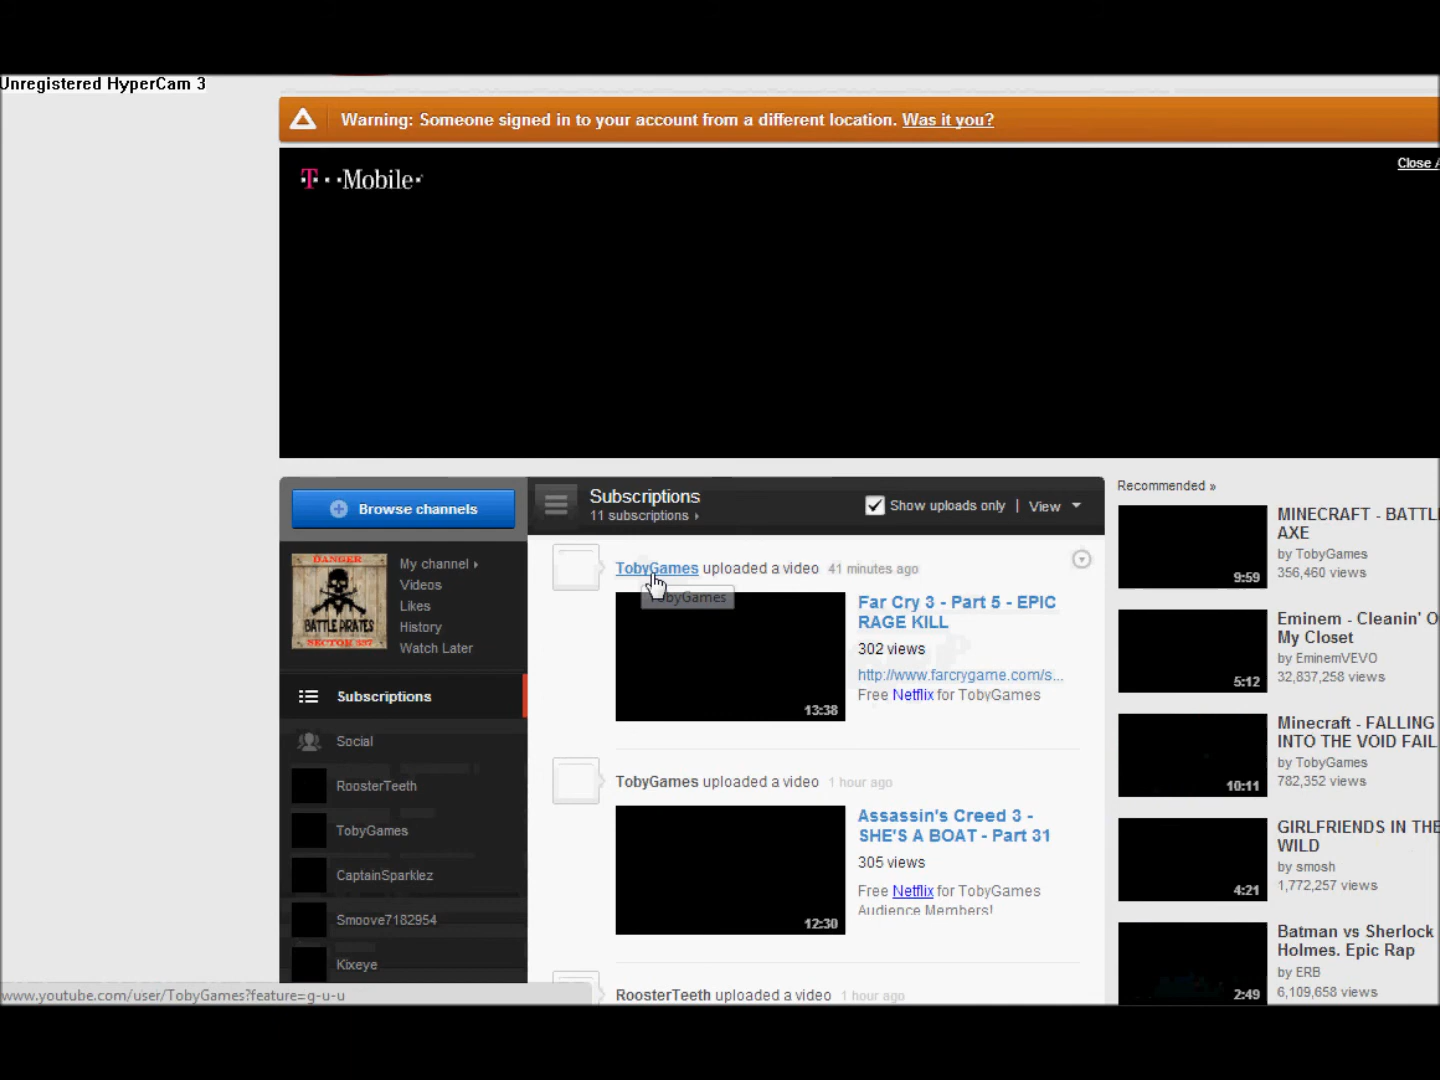 Unregistered HyperCam 3
Warning: Someone signed in to your account from a different location. Was it you?
T··Mobile·
Close
Browse channels
My channel
Videos
Likes
History
Watch Later
DANGER
BATTLE PIRATES
SECTOR 337
Subscriptions
Social
RoosterTeeth
TobyGames
CaptainSparklez
Smoove7182954
Kixeye
Subscriptions
11 subscriptions
Show uploads only | View
TobyGames uploaded a video 41 minutes ago
TobyGames
Far Cry 3 - Part 5 - EPIC
RAGE KILL
302 views
http://www.farcrygame.com/s...
Free Netflix for TobyGames
13:38
TobyGames uploaded a video 1 hour ago
Assassin's Creed 3 -
SHE'S A BOAT - Part 31
305 views
Free Netflix for TobyGames
Audience Members!
12:30
RoosterTeeth uploaded a video 1 hour ago
Recommended »
MINECRAFT - BATTL
AXE
by TobyGames
356,460 views
9:59
Eminem - Cleanin' O
My Closet
by EminemVEVO
32,837,258 views
5:12
Minecraft - FALLING
INTO THE VOID FAIL
by TobyGames
782,352 views
10:11
GIRLFRIENDS IN THE
WILD
by smosh
1,772,257 views
4:21
Batman vs Sherlock
Holmes. Epic Rap
by ERB
6,109,658 views
2:49
www.youtube.com/user/TobyGames?feature=g-u-u